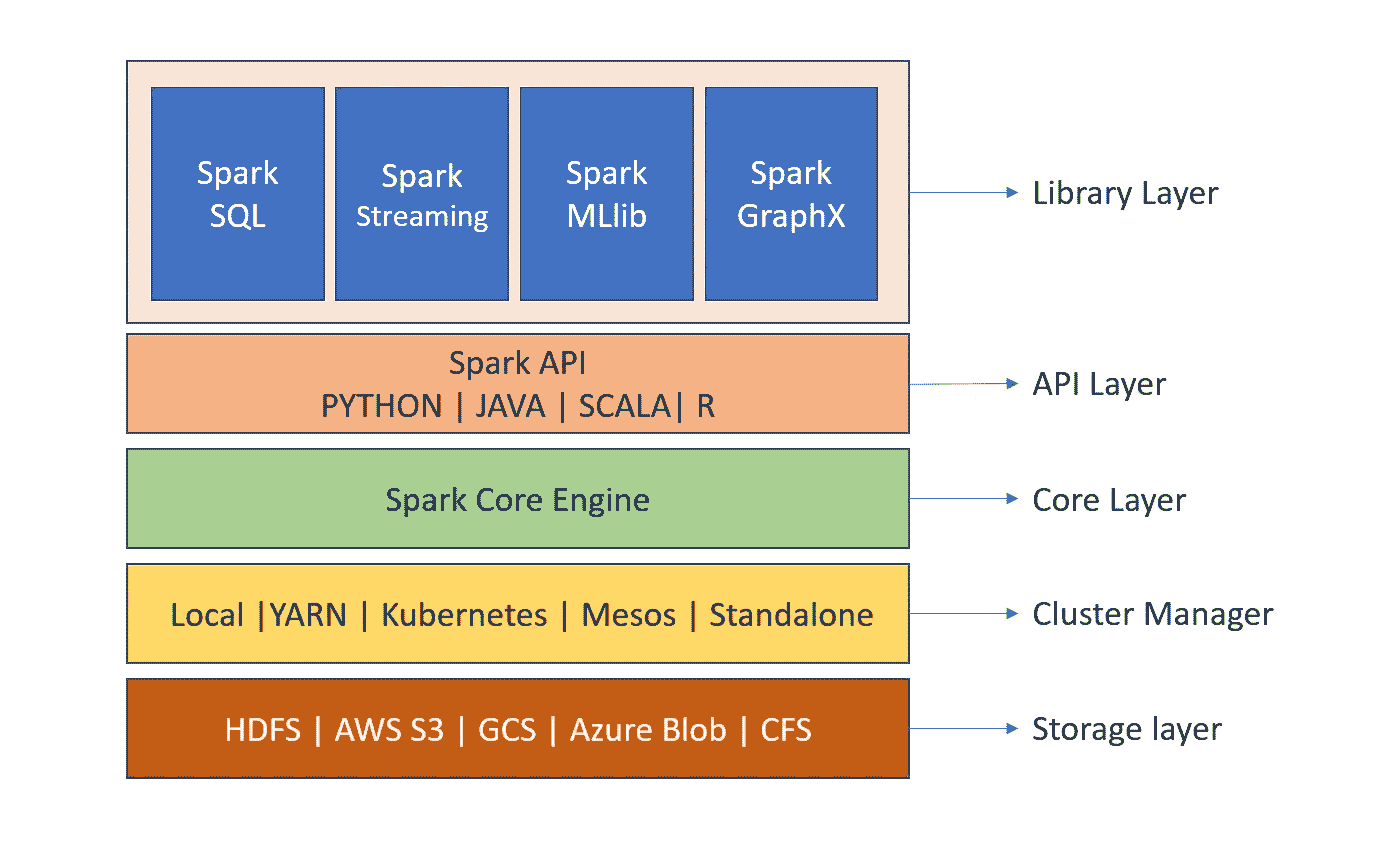 Spark
SQL
Spark
Streaming
Spark
MLlib
Spark
GraphX
Library Layer
Spark API
PYTHON | JAVA | SCALA| R
API Layer
Spark Core Engine
Core Layer
Local |YARN | Kubernetes | Mesos | Standalone
Cluster Manager
HDFS | AWS S3 | GCS | Azure Blob | CFS
Storage layer